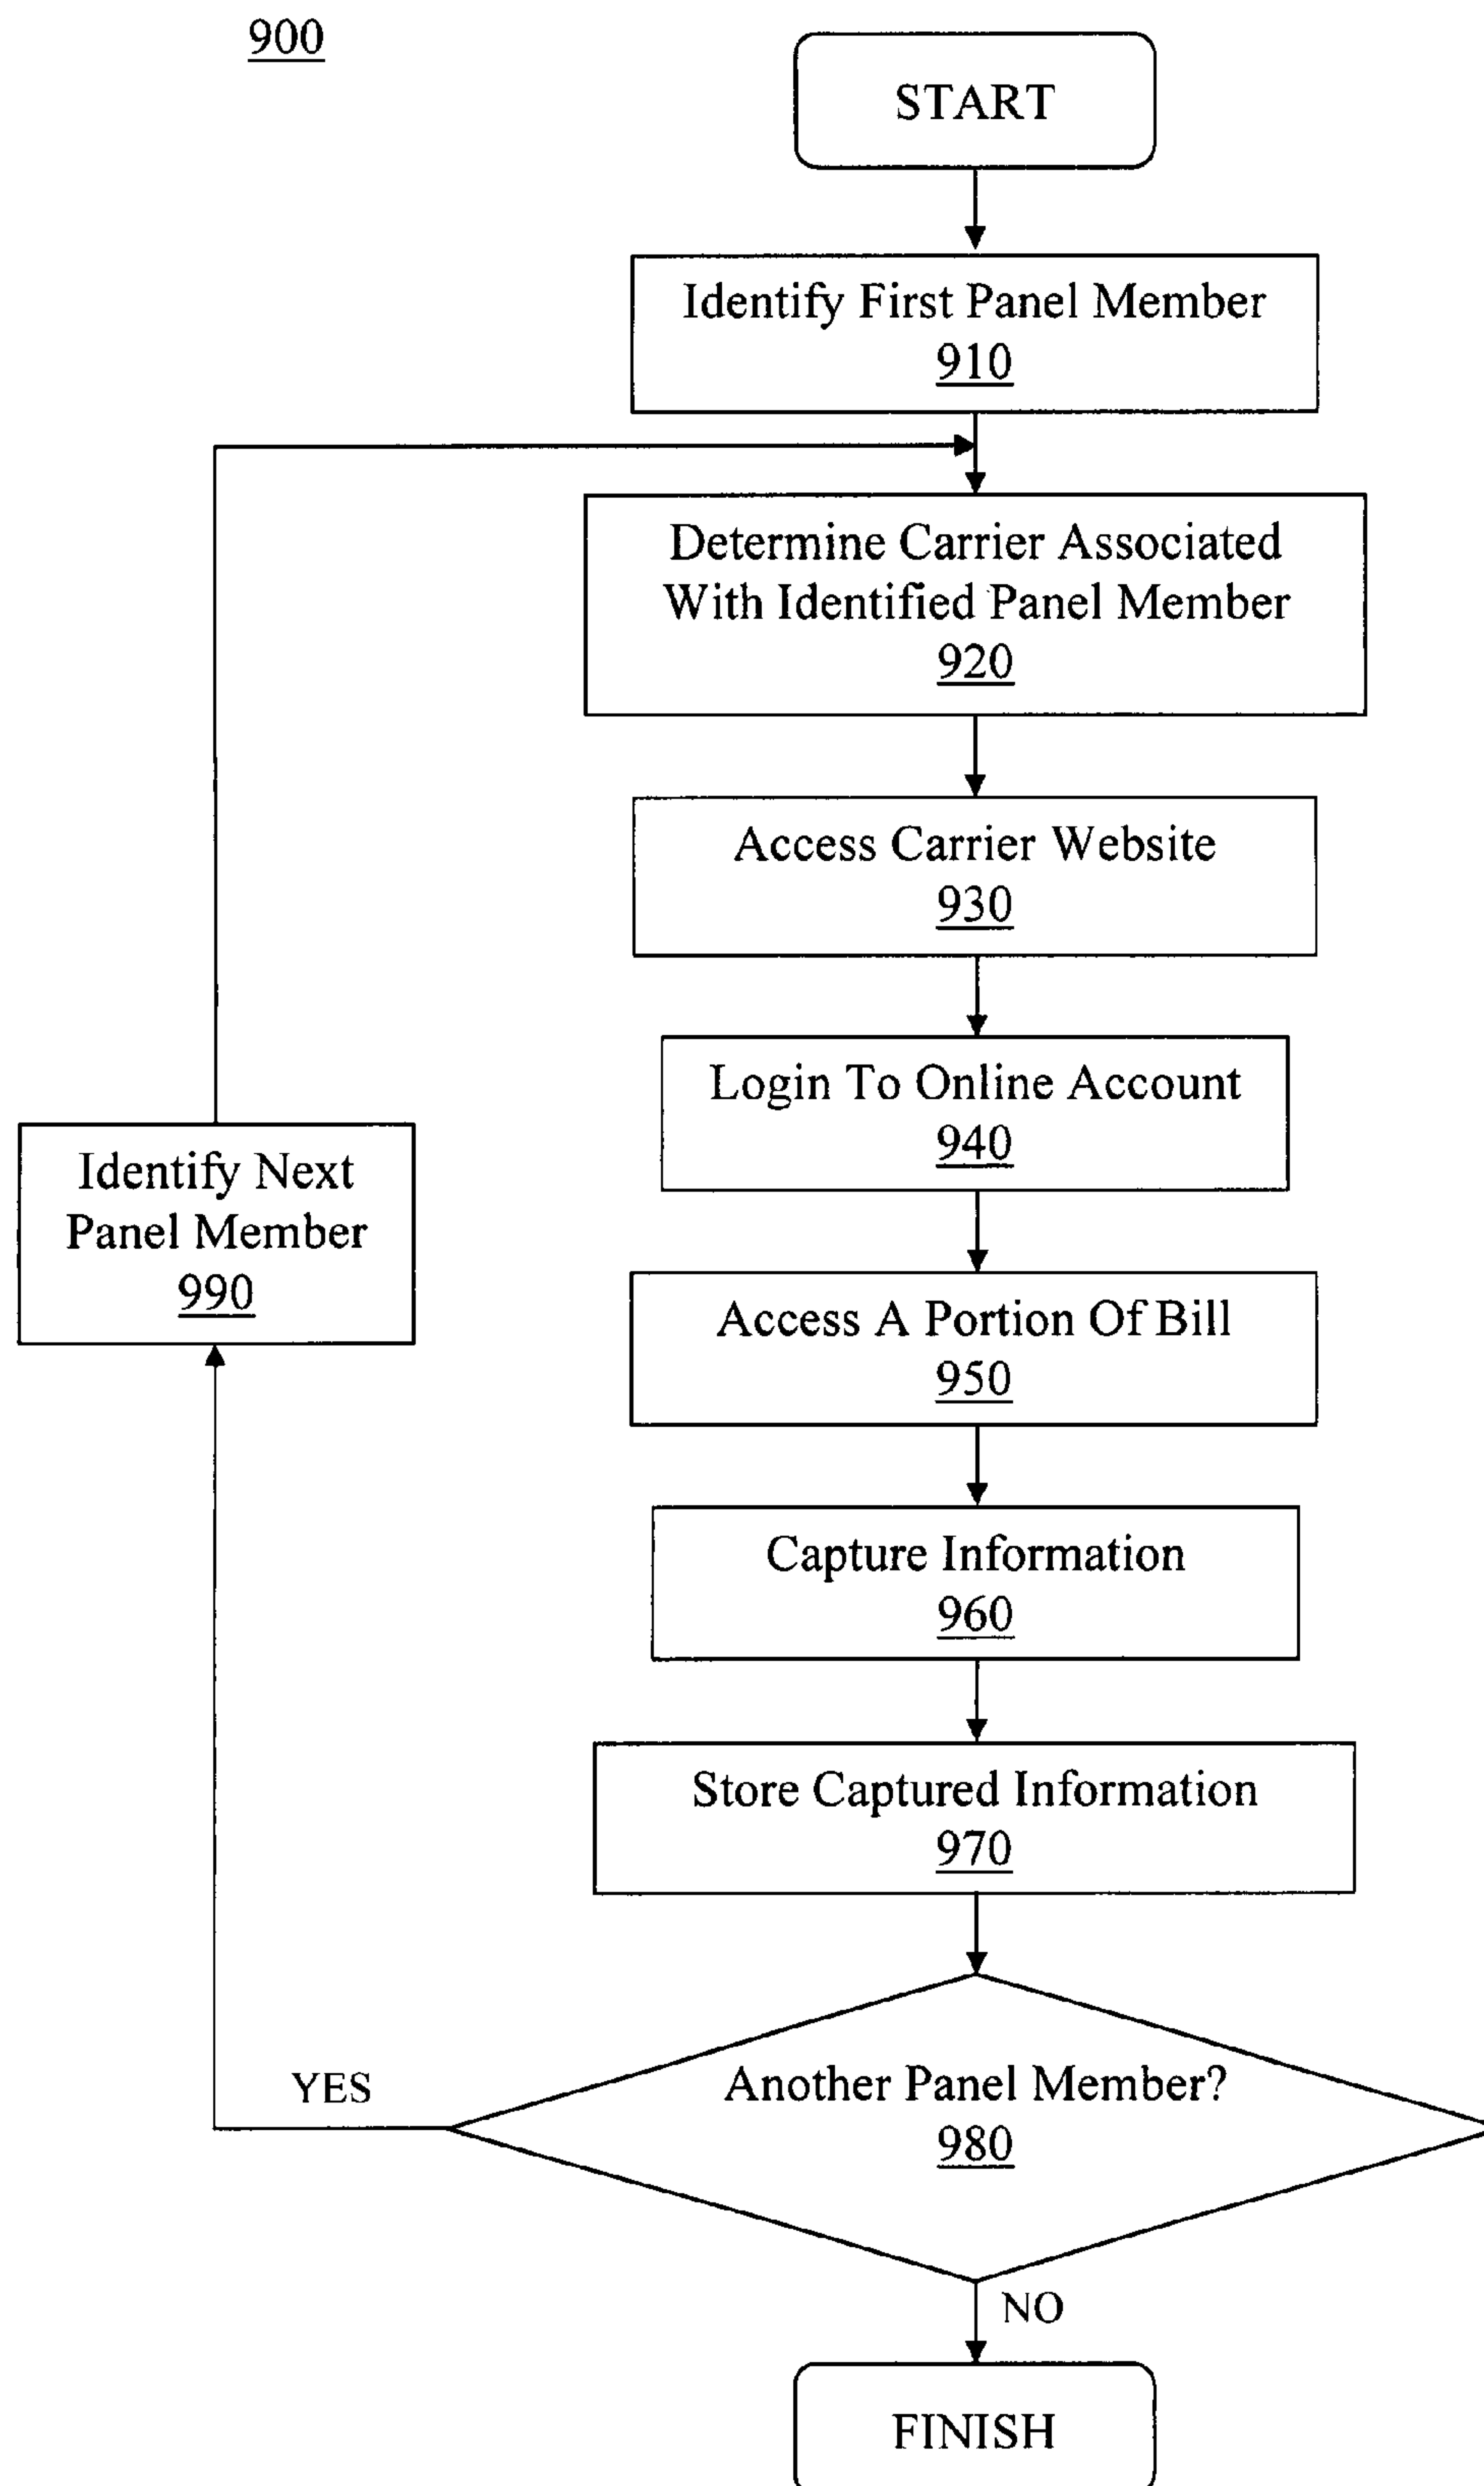 900
START
Identify First Panel Member
910
Determine Carrier Associated
With Identified Panel Member
920
Access Carrier Website
930
Login To Online Account
940
Identify Next
Panel Member
990
Access A Portion Of Bill
950
Capture Information
960
Store Captured Information
970
Another Panel Member?
980
YES
NO
FINISH